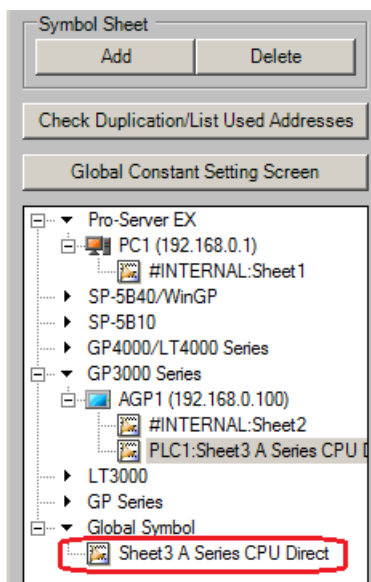 Symbol Sheet
Add Delete
Check Duplication/List Used Addresses
Global Constant Setting Screen
Pro-Server EX
PC1 (192.168.0.1)
#INTERNAL:Sheet1
SP-5B40/WinGP
SP-5B10
GP4000/LT4000 Series
GP3000 Series
AGP1 (192.168.0.100)
#INTERNAL:Sheet2
PLC1:Sheet3 A Series CPU D
LT3000
GP Series
Global Symbol
Sheet3 A Series CPU Direct